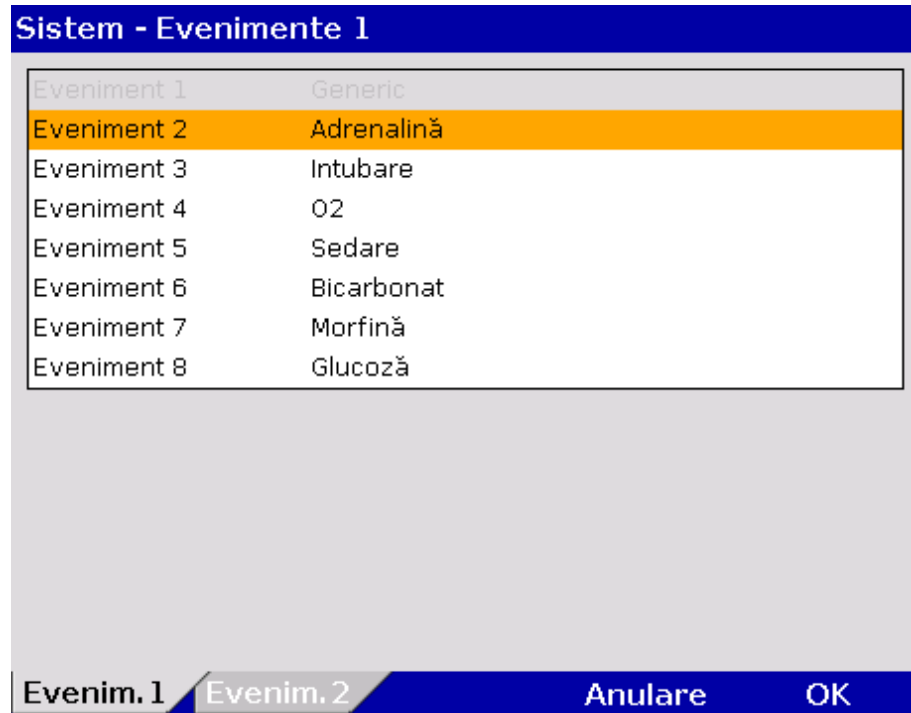 Sistem - Evenimente 1
Eveniment 1 Generic
Eveniment 2 Adrenalină
Eveniment 3 Intubare
Eveniment 4 O2
Eveniment 5 Sedare
Eveniment 6 Bicarbonat
Eveniment 7 Morfină
Eveniment 8 Glucoză
Evenim. 1 Evenim. 2 Anulare OK